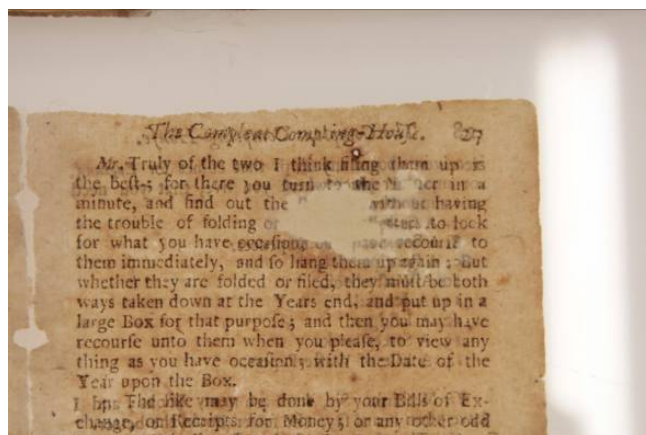 The Compleat Compting-House.
Mr. Truly of the two I think filing them up is
the best; for there you turn to the in a
minute, and find out the without having
the trouble of folding or to look
for what you have occasion recourse to
them immediately, and so hang them up again; But
whether they are folded or filed, they must be both
ways taken down at the Years end, and put up in a
large Box for that purpose; and then you may have
recourse unto them when you please, to view any
thing as you have occasion, with the Date of the
Year upon the Box.
The like may be done by your Bills of Ex-
change, or Receipts for Money; or any other odd